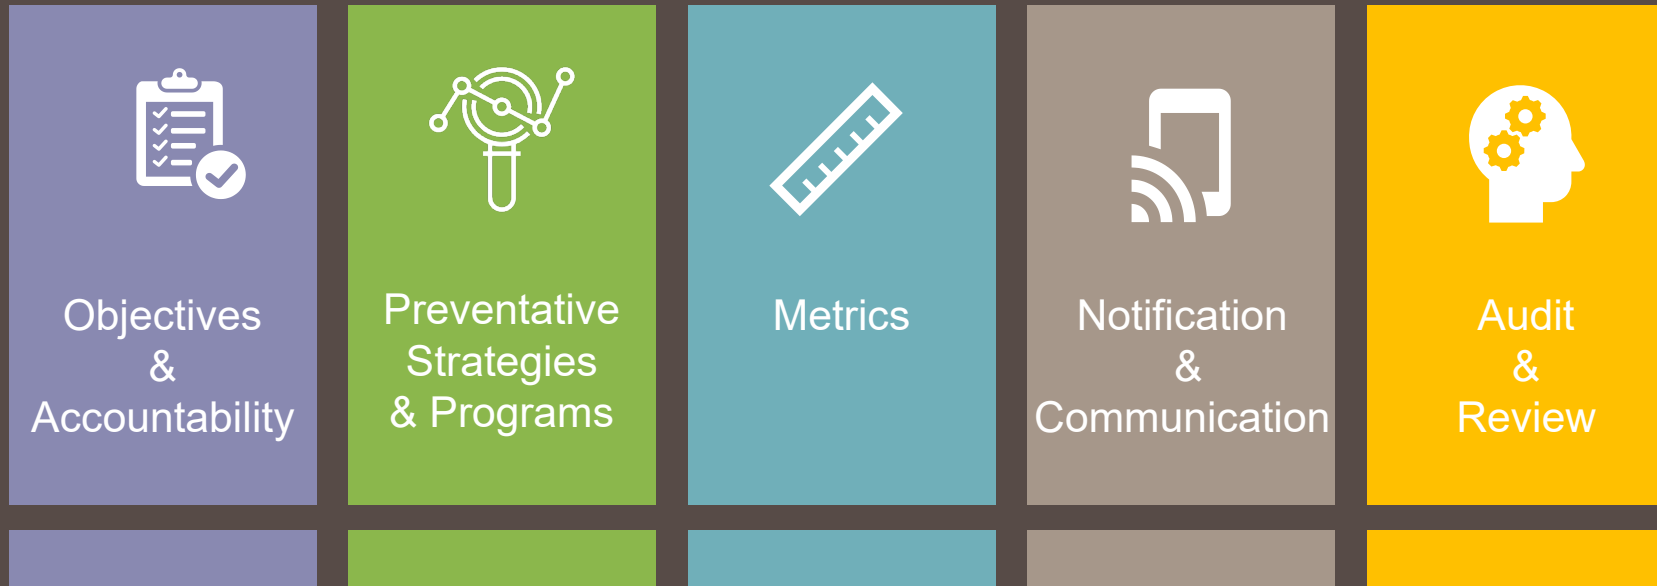 Objectives
&
Accountability
Preventative
Strategies
& Programs
Metrics
Notification
&
Communication
Audit
&
Review